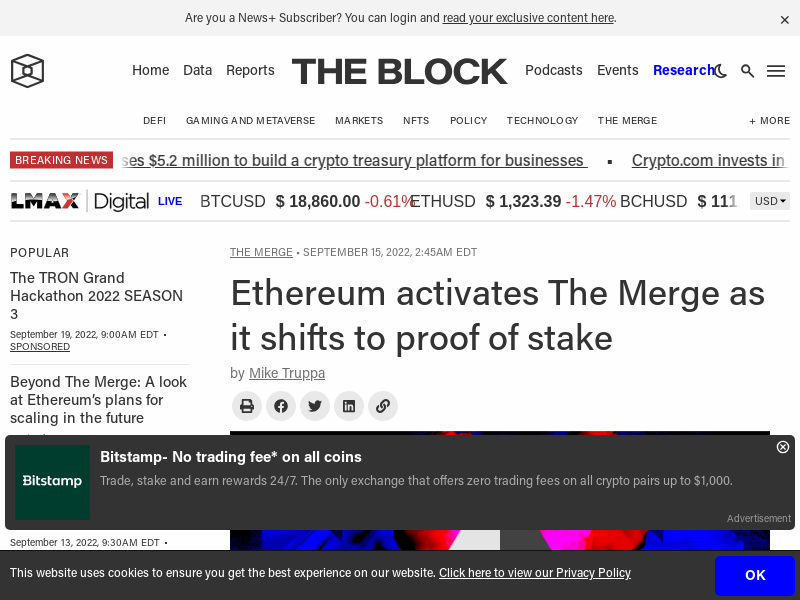 Are you a News+ Subscriber? You can login and read your exclusive content here.
Home Data Reports THE BLOCK Podcasts Events Research
DEFI GAMING AND METAVERSE MARKETS NFTS POLICY TECHNOLOGY THE MERGE + MORE
BREAKING NEWS ses $5.2 million to build a crypto treasury platform for businesses ▪ Crypto.com invests in
LMAX Digital LIVE BTCUSD $ 18,860.00 -0.61% ETHUSD $ 1,323.39 -1.47% BCHUSD $ 111 USD
POPULAR
The TRON Grand
Hackathon 2022 SEASON
3
September 19, 2022, 9:00AM EDT •
SPONSORED
Beyond The Merge: A look
at Ethereum's plans for
scaling in the future
THE MERGE • SEPTEMBER 15, 2022, 2:45AM EDT
Ethereum activates The Merge as
it shifts to proof of stake
by Mike Truppa
Bitstamp
Bitstamp- No trading fee* on all coins
Trade, stake and earn rewards 24/7. The only exchange that offers zero trading fees on all crypto pairs up to $1,000.
Advertisement
September 13, 2022, 9:30AM EDT •
This website uses cookies to ensure you get the best experience on our website. Click here to view our Privacy Policy
OK